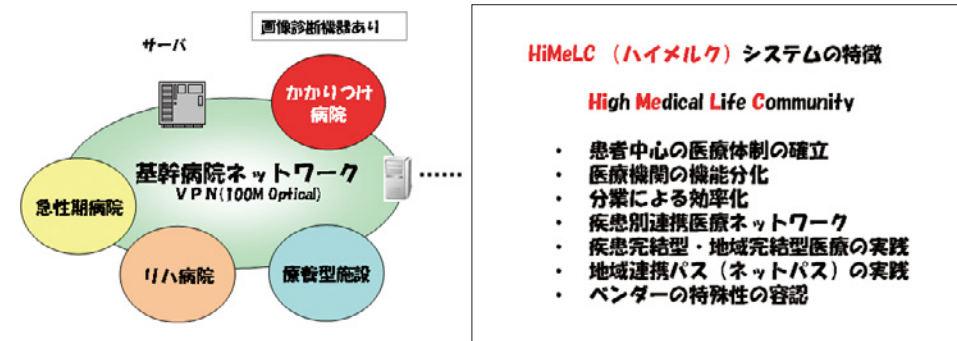 画像診断機器あり
サーバ
かかりつけ
病院
基幹病院ネットワーク
VPN(100M Optical)
急性期病院
リハ病院
療養型施設
......
HiMeLC (ハイメルク) システムの特徴
High Medical Life Community
・ 患者中心の医療体制の確立
・ 医療機関の機能分化
・ 分業による効率化
・ 疾患別連携医療ネットワーク
・ 疾患完結型・地域完結型医療の実践
・ 地域連携パス(ネットパス)の実践
・ ベンダーの特殊性の容認